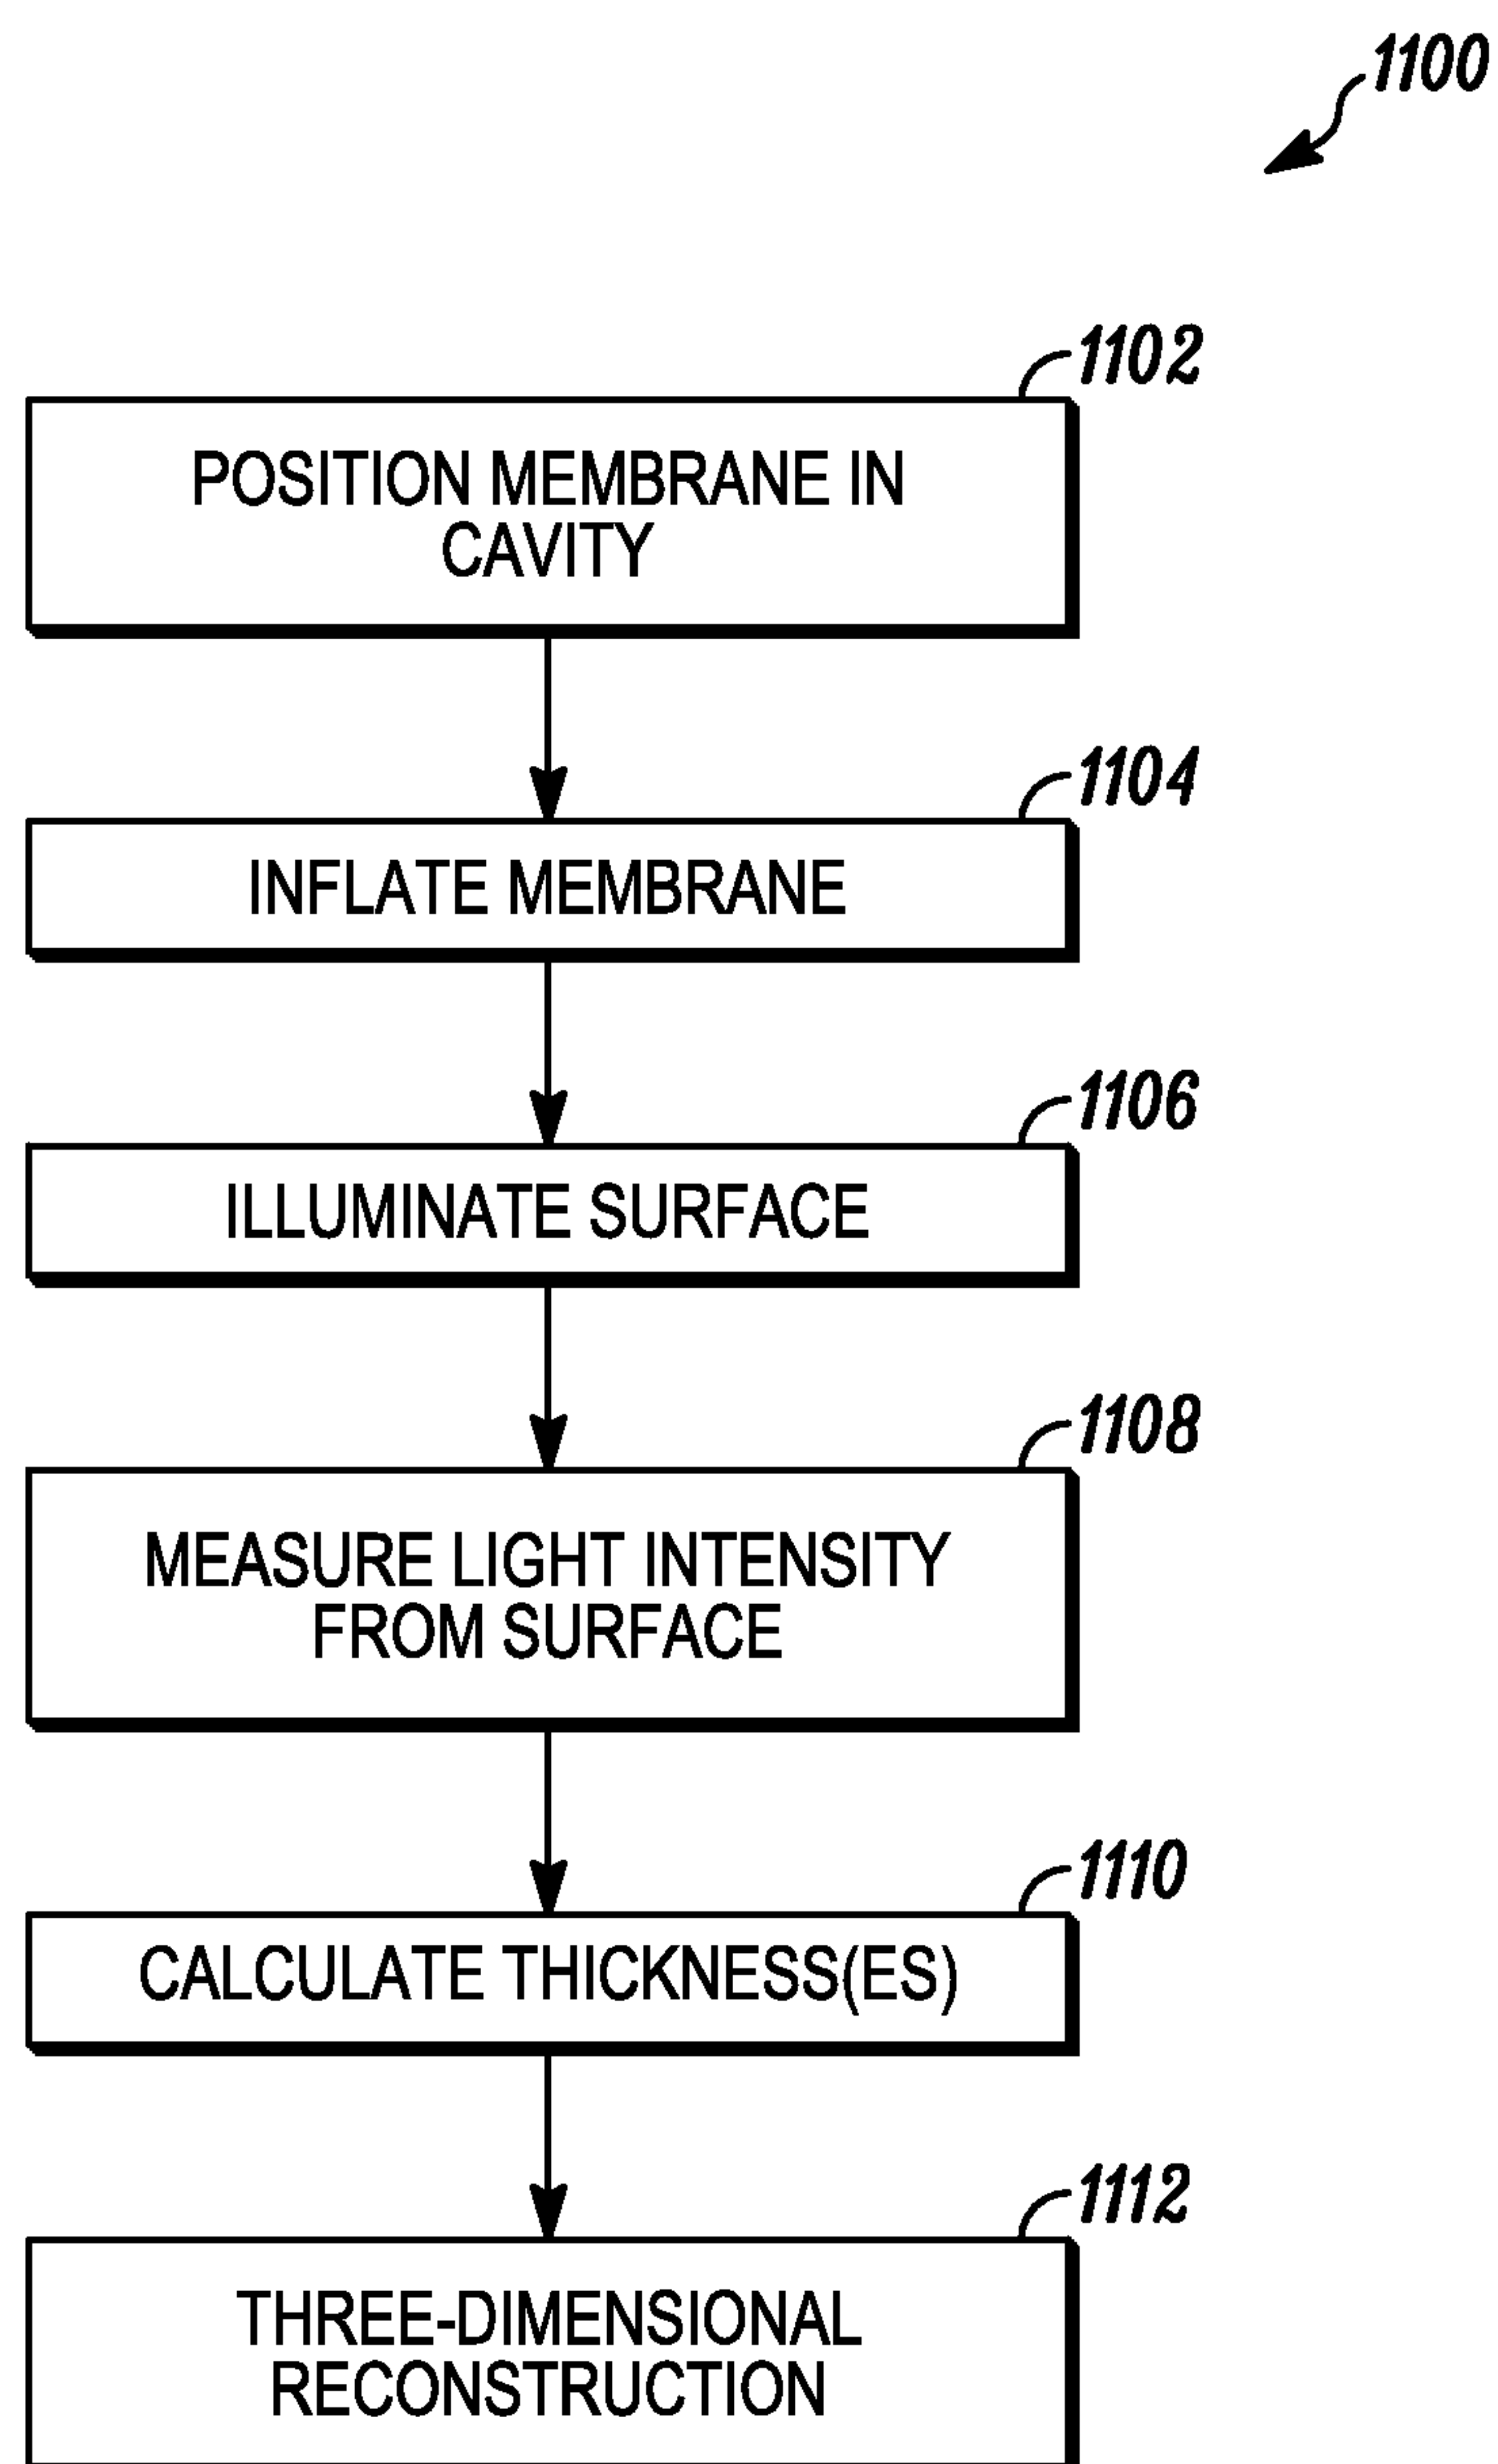 1100
1102
POSITION MEMBRANE IN
CAVITY
1104
INFLATE MEMBRANE
1106
ILLUMINATE SURFACE
1108
MEASURE LIGHT INTENSITY
FROM SURFACE
1110
CALCULATE THICKNESS(ES)
1112
THREE-DIMENSIONAL
RECONSTRUCTION